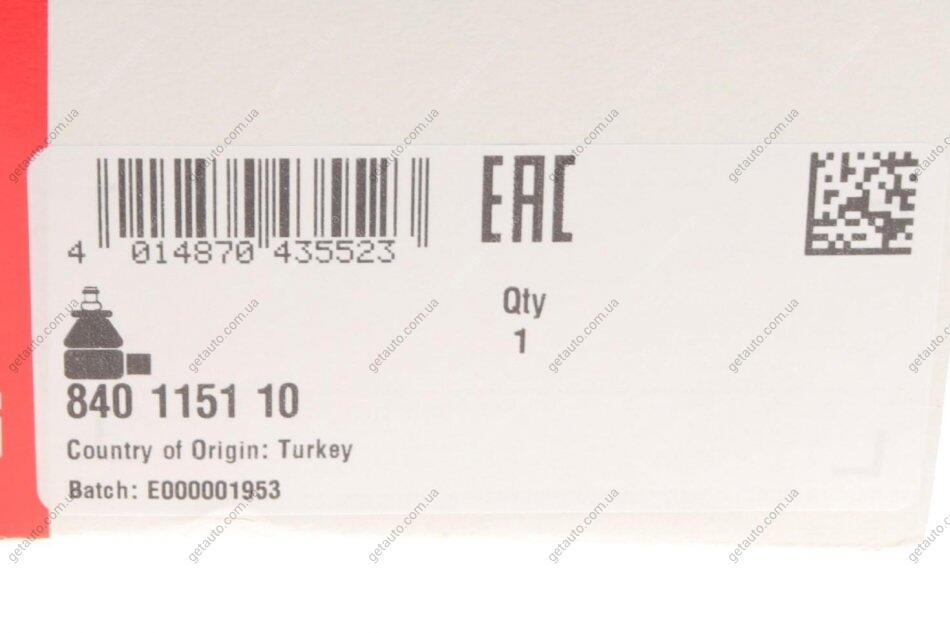 4 014870 435523
EAC
Qty
1
840 1151 10
Country of Origin: Turkey
Batch: E000001953
getauto.com.ua